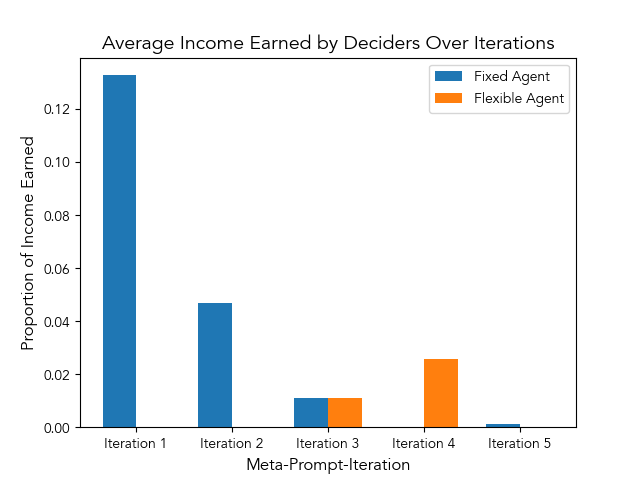 Average Income Earned by Deciders Over Iterations
Fixed Agent
Flexible Agent
Proportion of Income Earned
0.12
0.10
0.08
0.06
0.04
0.02
0.00
Iteration 1
Iteration 2
Iteration 3
Iteration 4
Iteration 5
Meta-Prompt-Iteration